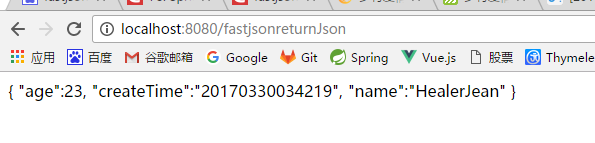 localhost:8080/fastjsonreturnJson
应用 百度 谷歌邮箱 Google Gitlab Spring Vue.js 股票 Thymele
{ "age":23, "createTime":"20170330034219", "name":"HealerJean" }